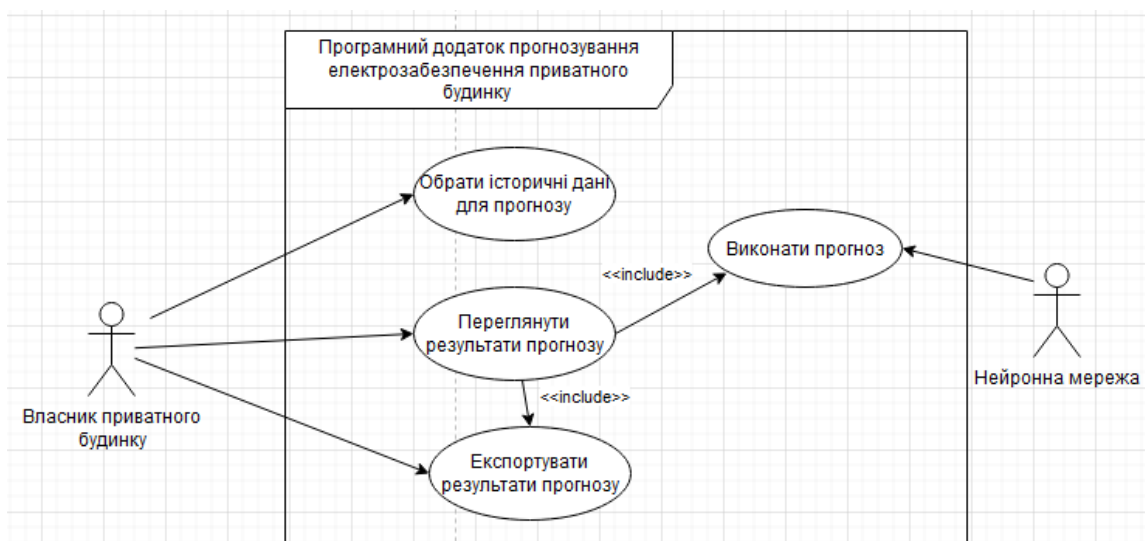 Програмний додаток прогнозування
електрозабезпечення приватного
будинку
Обрати історичні дані
для прогнозу
Виконати прогноз
<<include>>
Переглянути
результати прогнозу
<<include>>
Експортувати
результати прогнозу
Власник приватного
будинку
Нейронна мережа